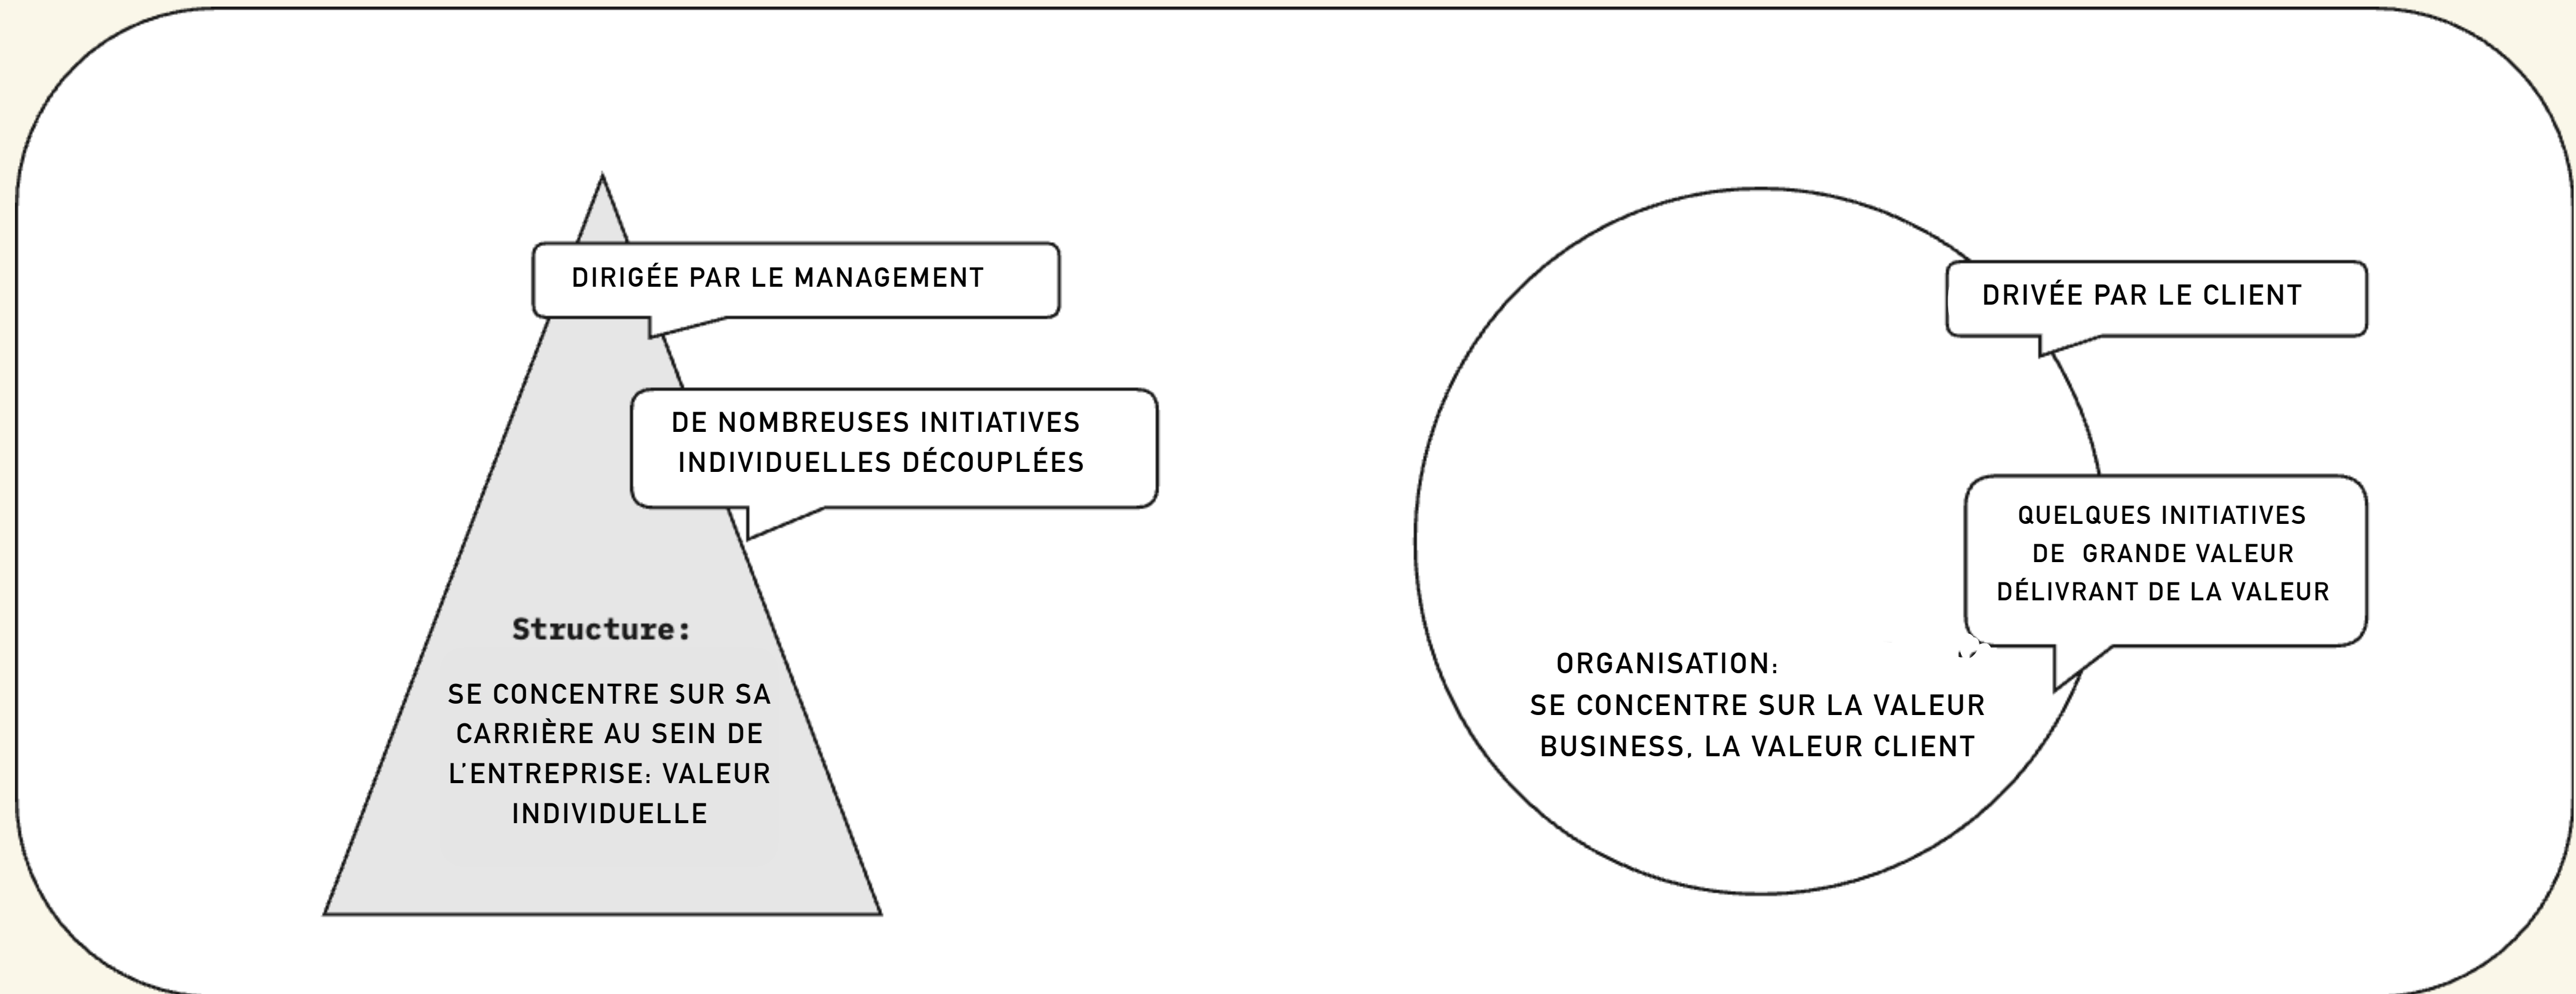 DIRIGÉE PAR LE MANAGEMENT
DE NOMBREUSES INITIATIVES
INDIVIDUELLES DÉCOUPLÉES
Structure:
SE CONCENTRE SUR SA
CARRIÈRE AU SEIN DE
L'ENTREPRISE: VALEUR
INDIVIDUELLE
DRIVÉE PAR LE CLIENT
QUELQUES INITIATIVES
DE GRANDE VALEUR
DÉLIVRANT DE LA VALEUR
ORGANISATION:
SE CONCENTRE SUR LA VALEUR
BUSINESS, LA VALEUR CLIENT